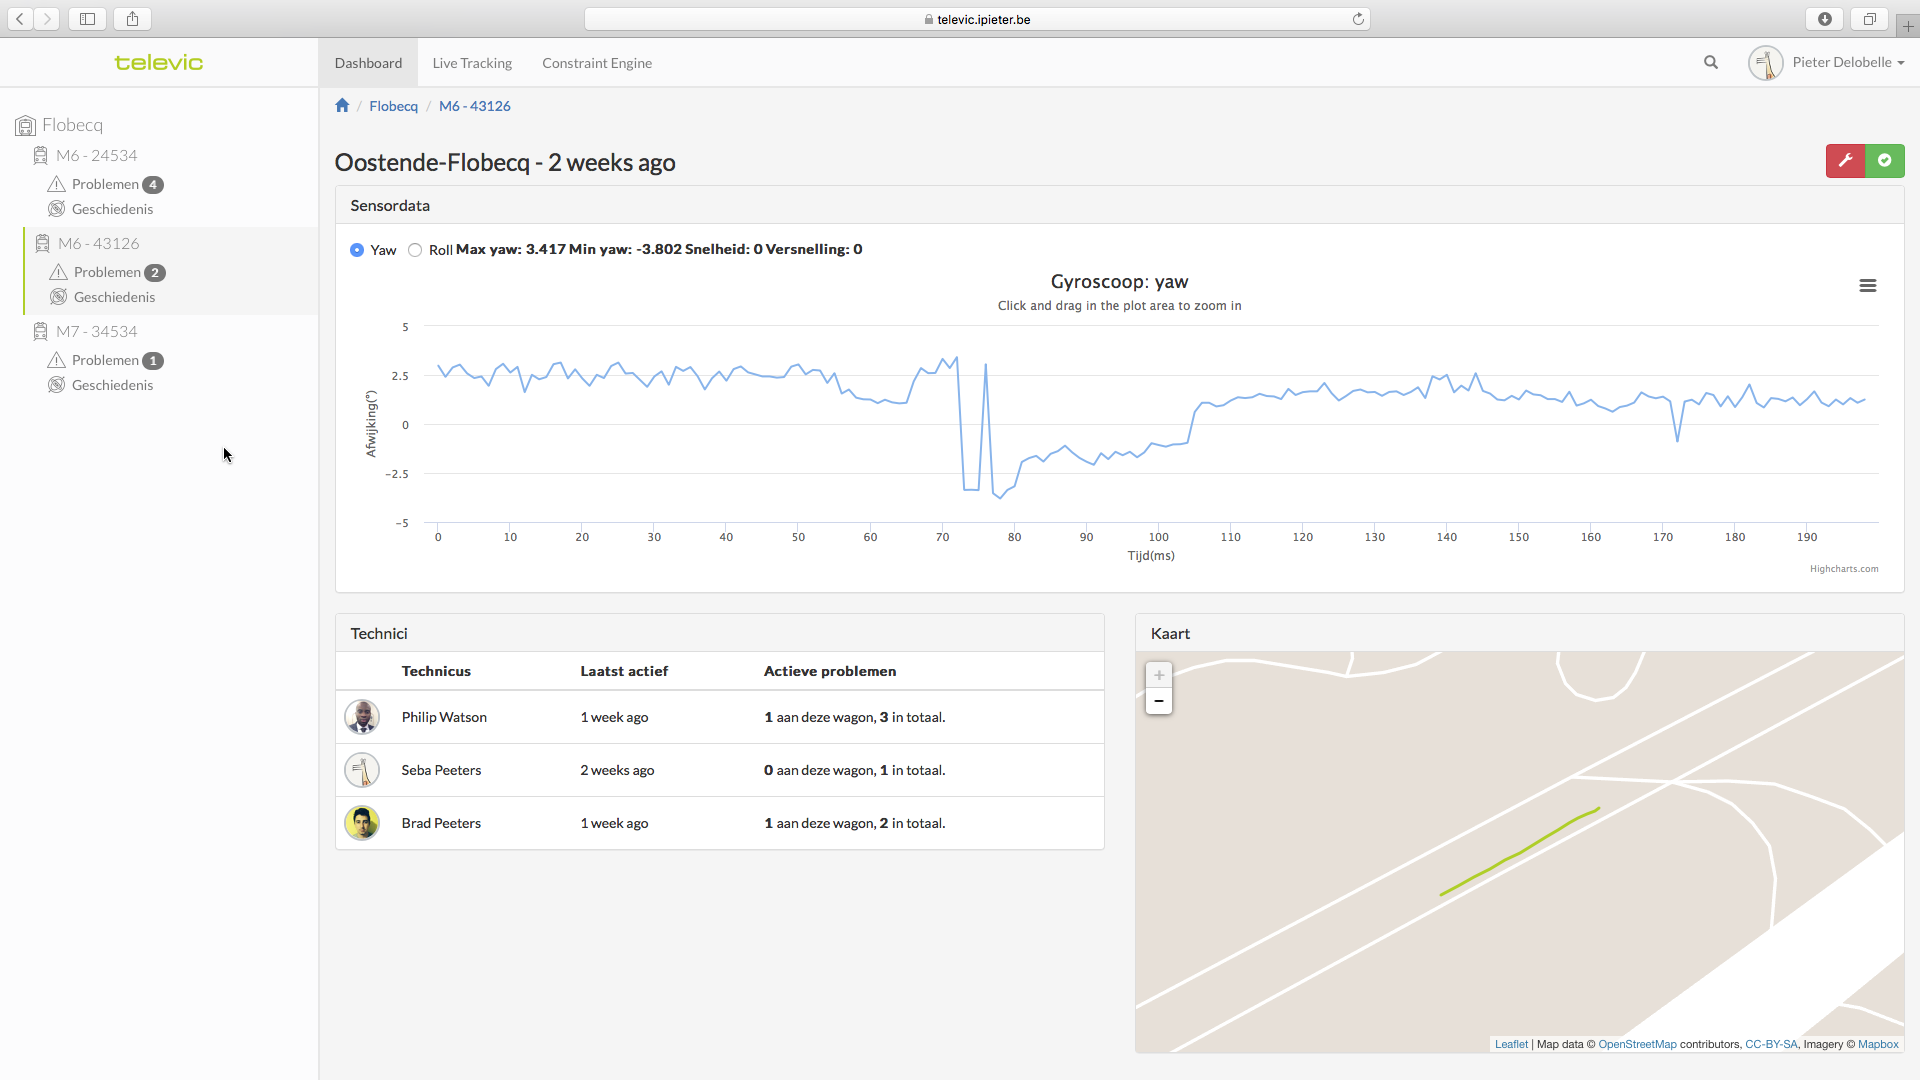 televic.ipieter.be
televic
Dashboard Live Tracking Constraint Engine
Pieter Delobelle
Flobecq
M6 - 24534
Problemen 4
Geschiedenis
M6 - 43126
Problemen 2
Geschiedenis
M7 - 34534
Problemen 1
Geschiedenis
/ Flobecq / M6 - 43126
Oostende-Flobecq - 2 weeks ago
Sensordata
Yaw Roll Max yaw: 3.417 Min yaw: -3.802 Snelheid: 0 Versnelling: 0
Gyroscoop: yaw
Click and drag in the plot area to zoom in
Afwijking(°)
5
2.5
0
−2.5
−5
0 10 20 30 40 50 60 70 80 90 100 110 120 130 140 150 160 170 180 190
Tijd(ms)
Highcharts.com
Technici
Technicus Laatst actief Actieve problemen
Philip Watson 1 week ago 1 aan deze wagon, 3 in totaal.
Seba Peeters 2 weeks ago 0 aan deze wagon, 1 in totaal.
Brad Peeters 1 week ago 1 aan deze wagon, 2 in totaal.
Kaart
+
−
Leaflet | Map data © OpenStreetMap contributors, CC-BY-SA, Imagery © Mapbox